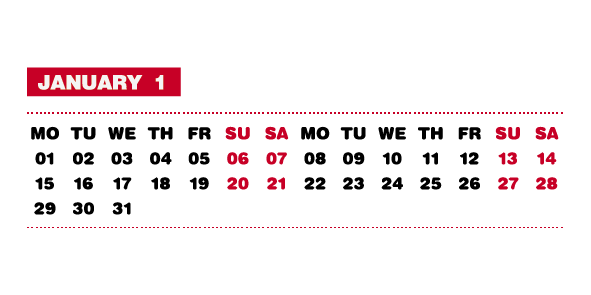 JANUARY 1
MO TU WE TH FR SU SA MO TU WE TH FR SU SA
01 02 03 04 05 06 07 08 09 10 11 12 13 14
15 16 17 18 19 20 21 22 23 24 25 26 27 28
29 30 31